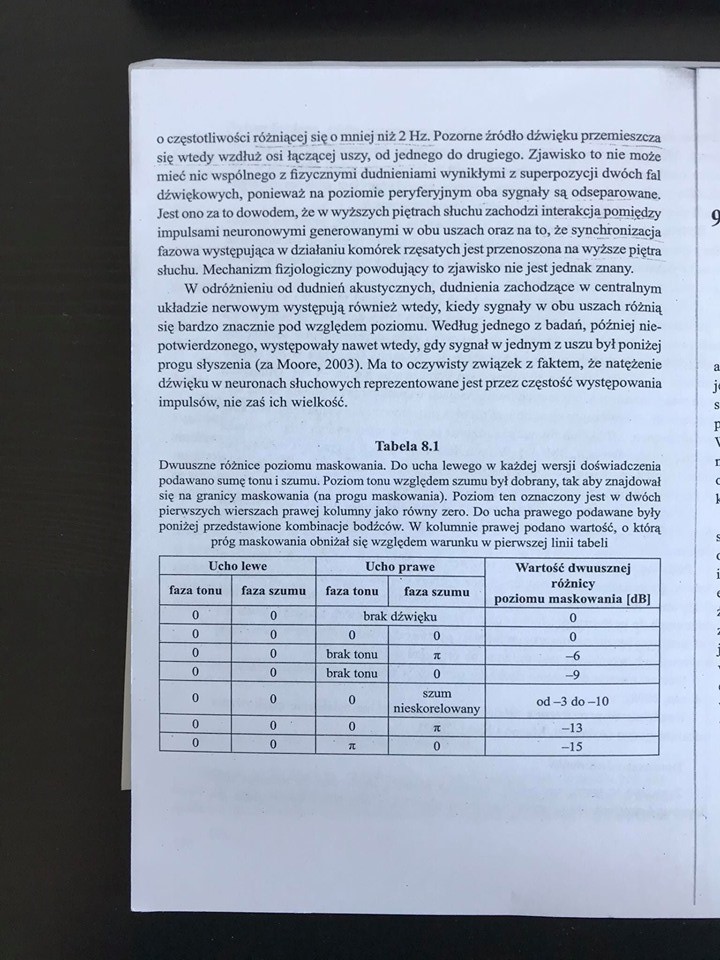 o częstotliwości różniącej się o mniej niż 2 Hz. Pozorne źródło dźwięku przemieszcza
się wtedy wzdłuż osi łączącej uszy, od jednego do drugiego. Zjawisko to nie może
mieć nic wspólnego z fizycznymi dudnieniami wynikłymi z superpozycji dwóch fal
dźwiękowych, ponieważ na poziomie peryferyjnym oba sygnały są odseparowane.
Jest ono za to dowodem, że w wyższych piętrach słuchu zachodzi interakcja pomiędzy
impulsami neuronowymi generowanymi w obu uszach oraz na to, że synchronizacja
fazowa występująca w działaniu komórek rzęsatych jest przenoszona na wyższe piętra
słuchu. Mechanizm fizjologiczny powodujący to zjawisko nie jest jednak znany.
W odróżnieniu od dudnień akustycznych, dudnienia zachodzące w centralnym
układzie nerwowym występują również wtedy, kiedy sygnały w obu uszach różnią
się bardzo znacznie pod względem poziomu. Według jednego z badań, później nie-
potwierdzonego, występowały nawet wtedy, gdy sygnał w jednym z uszu był poniżej
progu słyszenia (za Moore, 2003). Ma to oczywisty związek z faktem, że natężenie
dźwięku w neuronach słuchowych reprezentowane jest przez częstość występowania
impulsów, nie zaś ich wielkość.
Tabela 8.1
Dwuuszne różnice poziomu maskowania. Do ucha lewego w każdej wersji doświadczenia
podawano sumę tonu i szumu. Poziom tonu względem szumu był dobrany, tak aby znajdował
się na granicy maskowania (na progu maskowania). Poziom ten oznaczony jest w dwóch
pierwszych wierszach prawej kolumny jako równy zero. Do ucha prawego podawane były
poniżej przedstawione kombinacje bodźców. W kolumnie prawej podano wartość, o którą
próg maskowania obniżał się względem warunku w pierwszej linii tabeli
Ucho lewe Ucho prawe Wartość dwuusznej
różnicy
poziomu maskowania [dB]
faza tonu faza szumu faza tonu faza szumu
0 0 brak dźwięku 0
0 0 0 0 0
0 0 brak tonu π –6
0 0 brak tonu 0 –9
0 0 0 szum
nieskorelowany od –3 do –10
0 0 0 π –13
0 0 π 0 –15
9